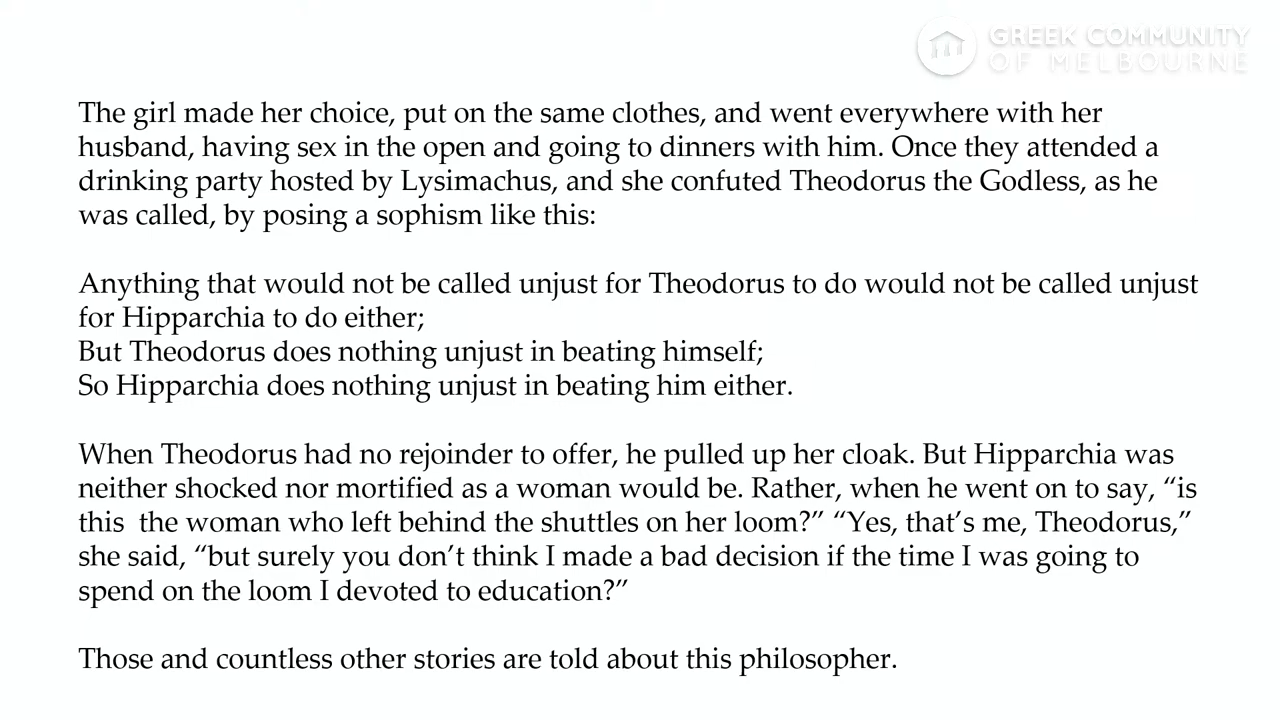 GREEK COMMUNITY
OF MELBOURNE
The girl made her choice, put on the same clothes, and went everywhere with her
husband, having sex in the open and going to dinners with him. Once they attended a
drinking party hosted by Lysimachus, and she confuted Theodorus the Godless, as he
was called, by posing a sophism like this:
Anything that would not be called unjust for Theodorus to do would not be called unjust
for Hipparchia to do either;
But Theodorus does nothing unjust in beating himself;
So Hipparchia does nothing unjust in beating him either.
When Theodorus had no rejoinder to offer, he pulled up her cloak. But Hipparchia was
neither shocked nor mortified as a woman would be. Rather, when he went on to say, “is
this  the woman who left behind the shuttles on her loom?” “Yes, that’s me, Theodorus,”
she said, “but surely you don’t think I made a bad decision if the time I was going to
spend on the loom I devoted to education?”
Those and countless other stories are told about this philosopher.